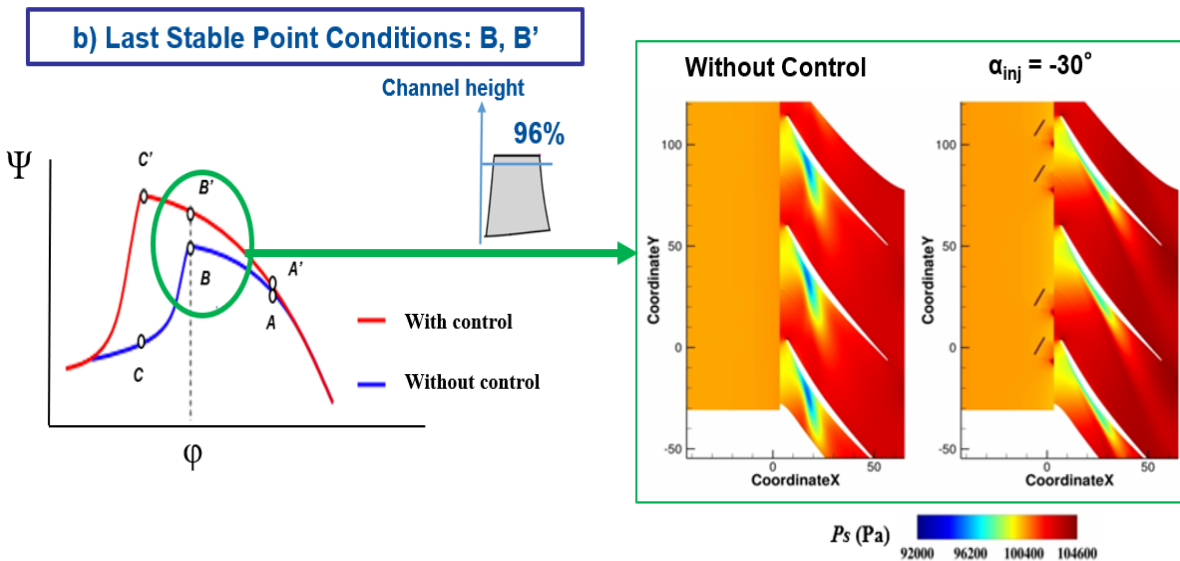 b) Last Stable Point Conditions: B, B’
Channel height
96%
Ψ
C’
B’
B
A’
A
C
With control
Without control
φ
Without Control
αinj = -30°
CoordinateY
100
50
0
-50
0
50
CoordinateX
CoordinateY
100
50
0
-50
0
50
CoordinateX
Ps (Pa)
92000 96200 100400 104600